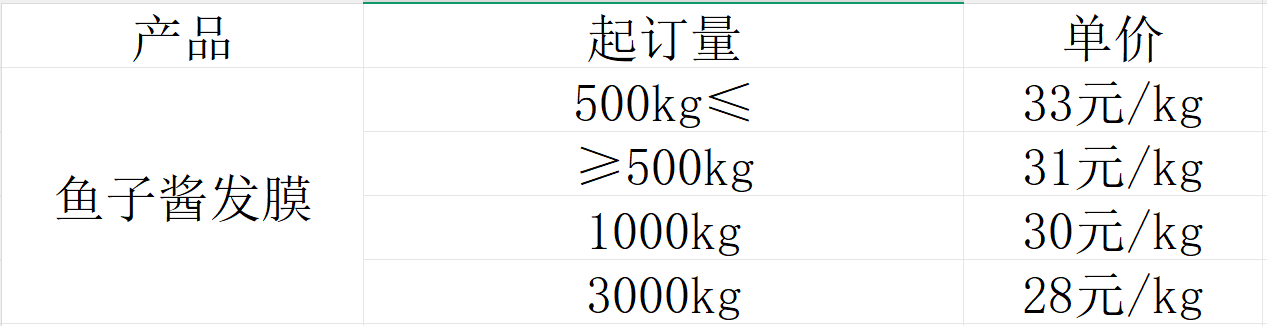 产品 起订量 单价
500kg≤ 33元/kg
≥500kg 31元/kg
鱼子酱发膜
1000kg 30元/kg
3000kg 28元/kg